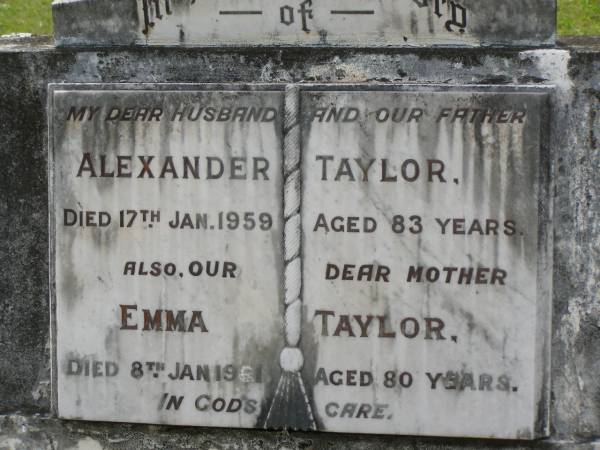 of
MY DEAR HUSBAND AND OUR FATHER
ALEXANDER TAYLOR,
DIED 17TH JAN. 1959 AGED 83 YEARS.
ALSO, OUR DEAR MOTHER
EMMA TAYLOR,
DIED 8TH JAN AGED 80 YEARS.
IN GODS CARE.